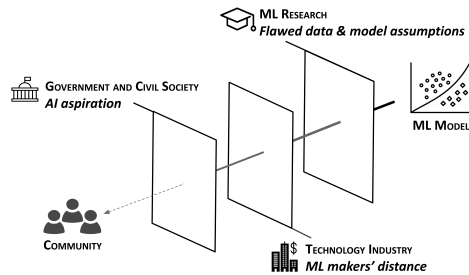 ML RESEARCH
Flawed data & model assumptions
GOVERNMENT AND CIVIL SOCIETY
AI aspiration
ML MODEL
COMMUNITY
$
TECHNOLOGY INDUSTRY
ML makers' distance